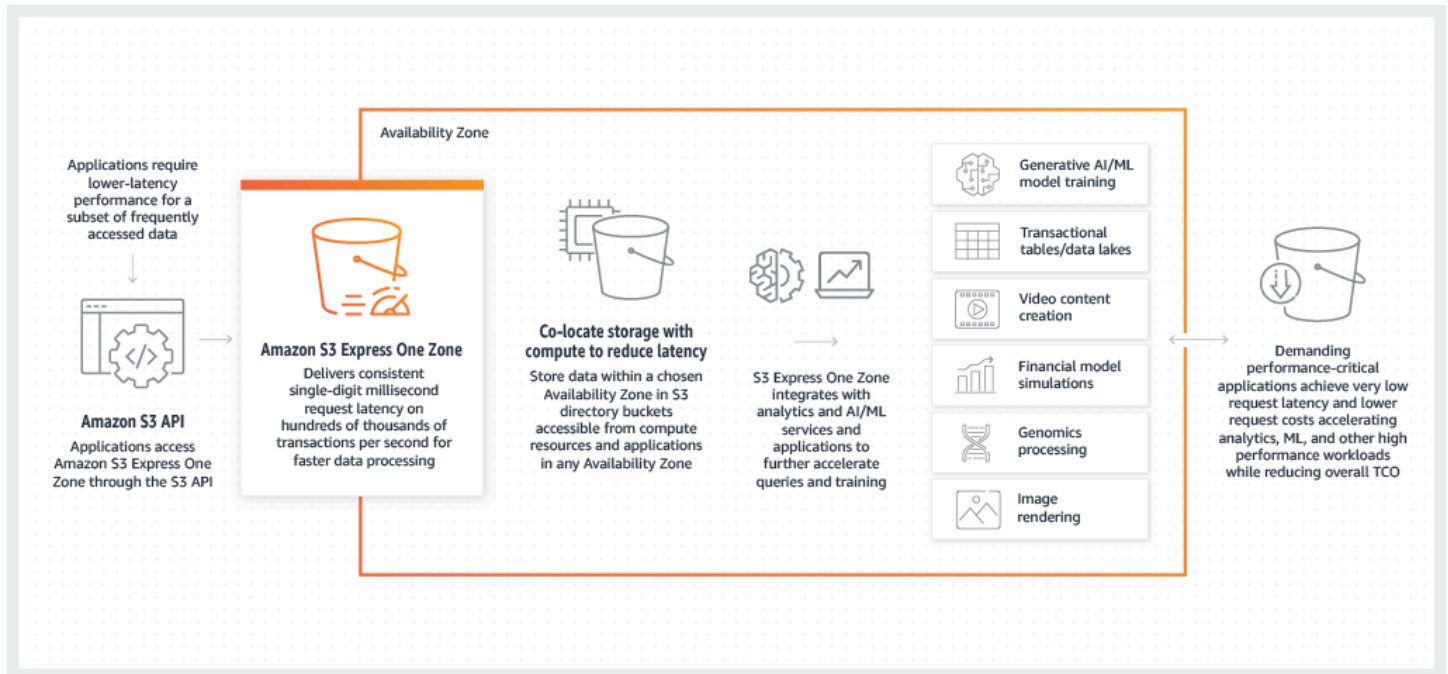 Availability Zone
Applications require
lower-latency
performance for a
subset of frequently
accessed data
Amazon S3 API
Applications access
Amazon S3 Express One
Zone through the S3 API
Amazon S3 Express One Zone
Delivers consistent
single-digit millisecond
request latency on
hundreds of thousands of
transactions per second for
faster data processing
Co-locate storage with
compute to reduce latency
Store data within a chosen
Availability Zone in S3
directory buckets
accessible from compute
resources and applications
in any Availability Zone
S3 Express One Zone
integrates with
analytics and AI/ML
services and
applications to
further accelerate
queries and training
Generative AI/ML
model training
Transactional
tables/data lakes
Video content
creation
Financial model
simulations
Genomics
processing
Image
rendering
Demanding
performance-critical
applications achieve very low
request latency and lower
request costs accelerating
analytics, ML, and other high
performance workloads
while reducing overall TCO